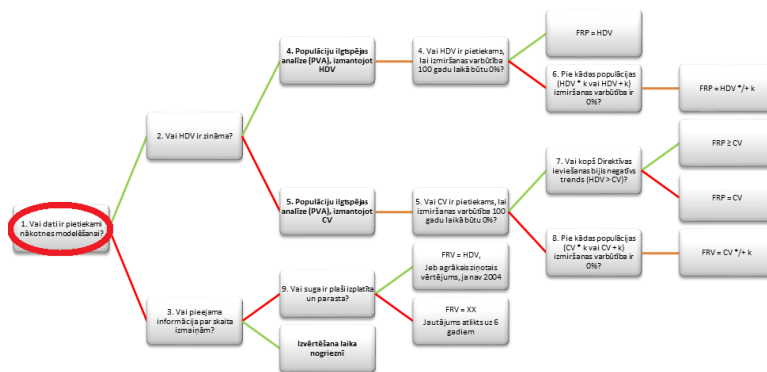 4. Populāciju ilgtspējas
analīze (PVA), izmantojot
HDV
4. Vai HDV ir pietiekams,
lai izmiršanas varbūtība
100 gadu laikā būtu 0%?
FRP = HDV
6. Pie kādas populācijas
(HDV * k vai HDV + k)
izmiršanas varbūtība ir
0%?
FRP = HDV */+ k
2. Vai HDV ir zināma?
1. Vai dati ir pietiekami
nākotnes modelēšanai?
5. Populāciju ilgtspējas
analīze (PVA), izmantojot
CV
5. Vai CV ir pietiekams, lai
izmiršanas varbūtība 100
gadu laikā būtu 0%?
7. Vai kopš Direktīvas
ieviešanas bijis negatīvs
trends (HDV > CV)?
FRP ≥ CV
FRP = CV
8. Pie kādas populācijas
(CV * k vai CV + k)
izmiršanas varbūtība ir
0%?
FRV = CV */+ k
3. Vai pieejama
informācija par skaita
izmaiņām?
9. Vai suga ir plaši izplatīta
un parasta?
FRV = HDV,
Jeb agrākais ziņotais
vērtējums, ja nav 2004
FRV = XX
Jautājums atlikts uz 6
gadiem
Izvērtēšana laika
nogrieznī